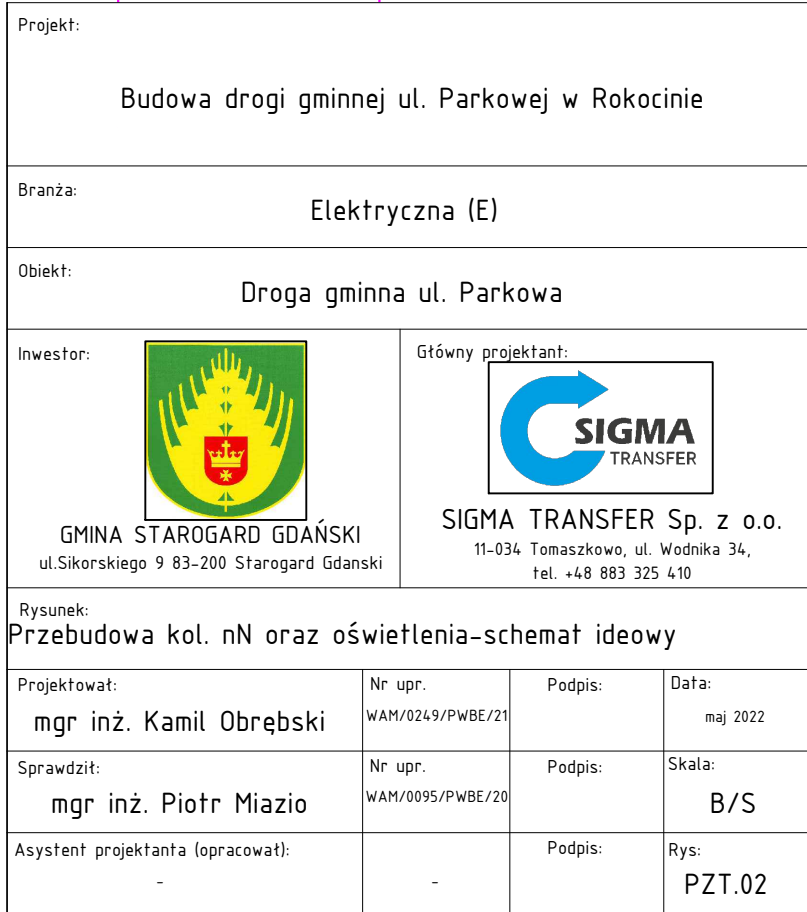 Projekt:
Budowa drogi gminnej ul. Parkowej w Rokocinie
Branża:
Elektryczna (E)
Obiekt:
Droga gminna ul. Parkowa
Inwestor:
GMINA STAROGARD GDAŃSKI
ul.Sikorskiego 9 83-200 Starogard Gdanski
Główny projektant:
SIGMA
TRANSFER
SIGMA TRANSFER Sp. z o.o.
11-034 Tomaszkowo, ul. Wodnika 34,
tel. +48 883 325 410
Rysunek:
Przebudowa kol. nN oraz oświetlenia-schemat ideowy
Projektował: Nr upr. Podpis: Data:
mgr inż. Kamil Obrębski WAM/0249/PWBE/21 maj 2022
Sprawdził: Nr upr. Podpis: Skala:
mgr inż. Piotr Miazio WAM/0095/PWBE/20 B/S
Asystent projektanta (opracował): Podpis: Rys:
- - PZT.02